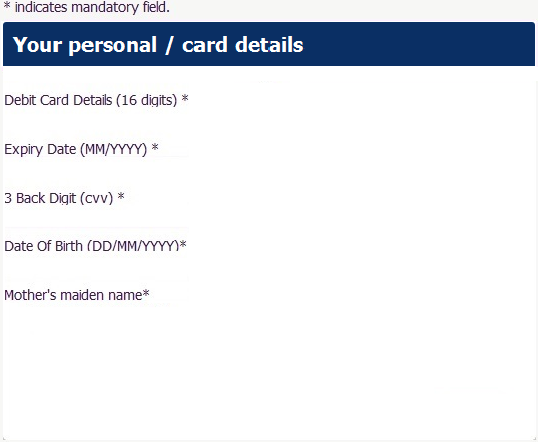 * indicates mandatory field.
Your personal / card details
Debit Card Details (16 digits) *
Expiry Date (MM/YYYY) *
3 Back Digit (cvv) *
Date Of Birth (DD/MM/YYYY)*
Mother's maiden name*